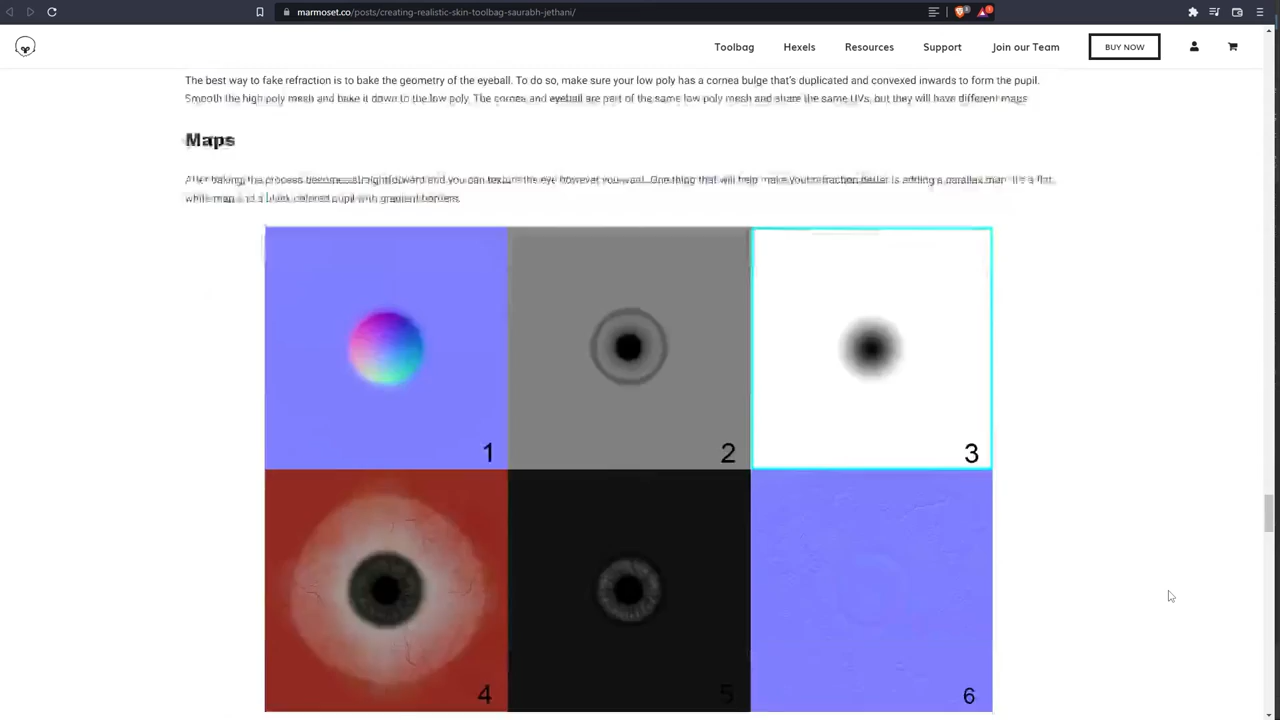 marmoset.co/posts/creating-realistic-skin-toolbag-saurabh-jethani/
Toolbag Hexels Resources Support Join our Team BUY NOW
The best way to fake refraction is to bake the geometry of the eyeball. To do so, make sure your low poly has a cornea bulge that's duplicated and convexed inwards to form the pupil.
Smooth the high poly mesh and bake it down to the low poly. The cornea and eyeball are part of the same low poly mesh and share the same UVs, but they will have different maps
Maps
After baking the process becomes straightforward and you can texture the eye however you want. One thing that will help make your refraction better is adding a parallax map. It's a flat
white map and a black colored pupil with gradient borders.
1
2
3
4
5
6